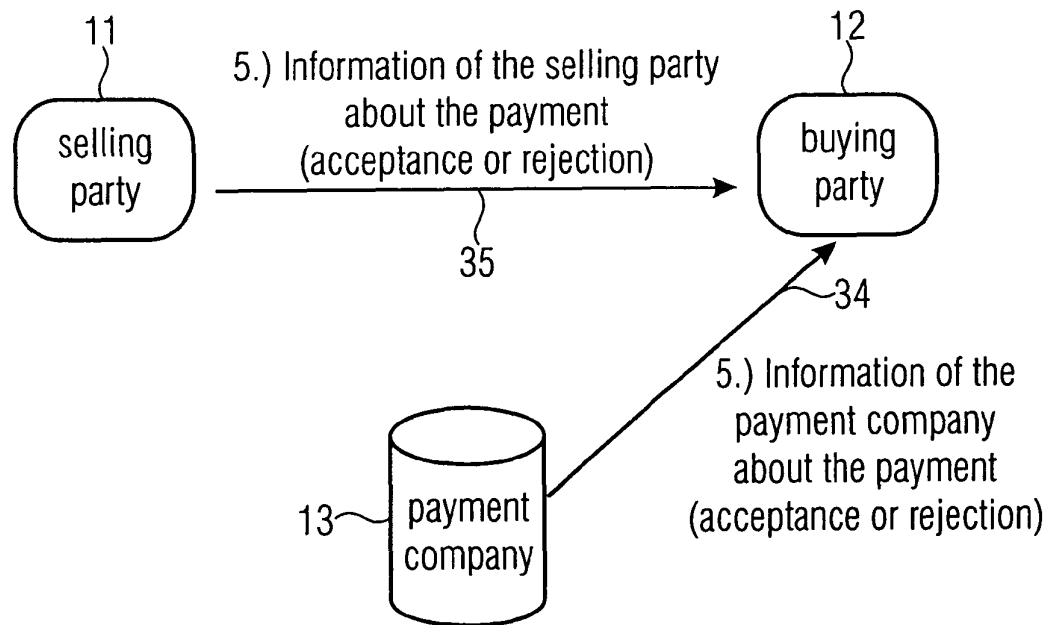 11
12
5.) Information of the selling party
about the payment
(acceptance or rejection)
selling
party
buying
party
35
34
5.) Information of the
payment company
about the payment
(acceptance or rejection)
13
payment
company